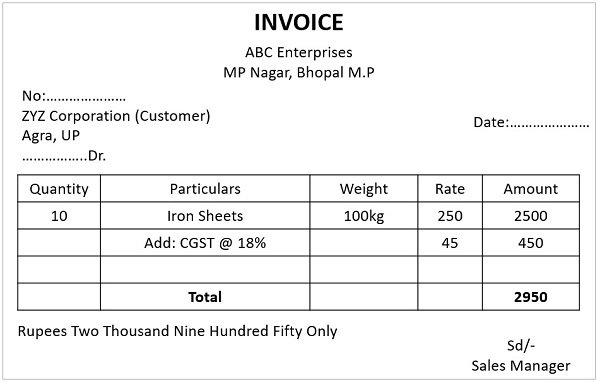 INVOICE
ABC Enterprises
MP Nagar, Bhopal M.P
No:...................
ZYZ Corporation (Customer)
Agra, UP
.................Dr.
Date:...................
Quantity Particulars Weight Rate Amount
10 Iron Sheets 100kg 250 2500
Add: CGST @ 18% 45 450
Total 2950
Rupees Two Thousand Nine Hundred Fifty Only
Sd/-
Sales Manager